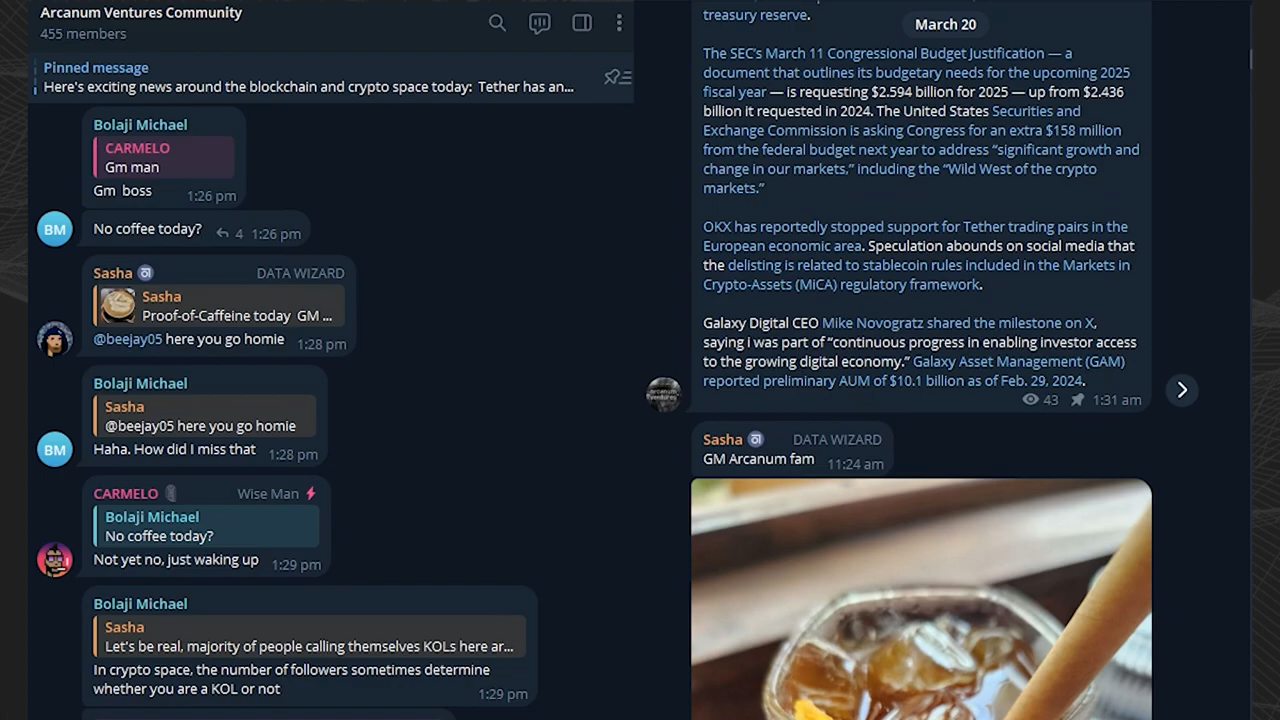 Arcanum Ventures Community
455 members
Pinned message
Here's exciting news around the blockchain and crypto space today: Tether has an...
Bolaji Michael
CARMELO
Gm man
Gm boss
1:26 pm
BM
No coffee today?
4 1:26 pm
Sasha
DATA WIZARD
Sasha
Proof-of-Caffeine today GM ...
@beejay05 here you go homie
1:28 pm
Bolaji Michael
Sasha
@beejay05 here you go homie
BM
Haha. How did I miss that
1:28 pm
CARMELO
Wise Man
Bolaji Michael
No coffee today?
Not yet no, just waking up
1:29 pm
Bolaji Michael
Sasha
Let's be real, majority of people calling themselves KOLs here ar...
In crypto space, the number of followers sometimes determine
whether you are a KOL or not
1:29 pm
treasury reserve.
March 20
The SEC's March 11 Congressional Budget Justification — a
document that outlines its budgetary needs for the upcoming 2025
fiscal year — is requesting $2.594 billion for 2025 — up from $2.436
billion it requested in 2024. The United States Securities and
Exchange Commission is asking Congress for an extra $158 million
from the federal budget next year to address “significant growth and
change in our markets,” including the “Wild West of the crypto
markets.”
OKX has reportedly stopped support for Tether trading pairs in the
European economic area. Speculation abounds on social media that
the delisting is related to stablecoin rules included in the Markets in
Crypto-Assets (MiCA) regulatory framework.
Galaxy Digital CEO Mike Novogratz shared the milestone on X,
saying i was part of “continuous progress in enabling investor access
to the growing digital economy.” Galaxy Asset Management (GAM)
reported preliminary AUM of $10.1 billion as of Feb. 29, 2024.
43
1:31 am
arcanum
ventures
Sasha
DATA WIZARD
GM Arcanum fam
11:24 am